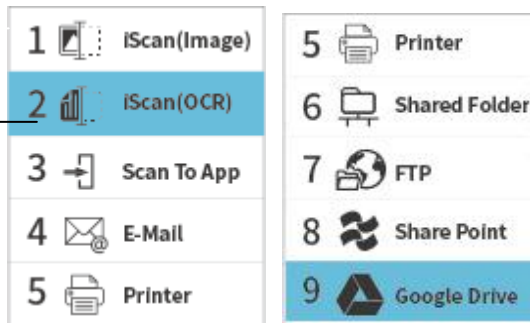 1 iScan(Image)
2 iScan(OCR)
3 Scan To App
4 E-Mail
5 Printer
5 Printer
6 Shared Folder
7 FTP
8 Share Point
9 Google Drive